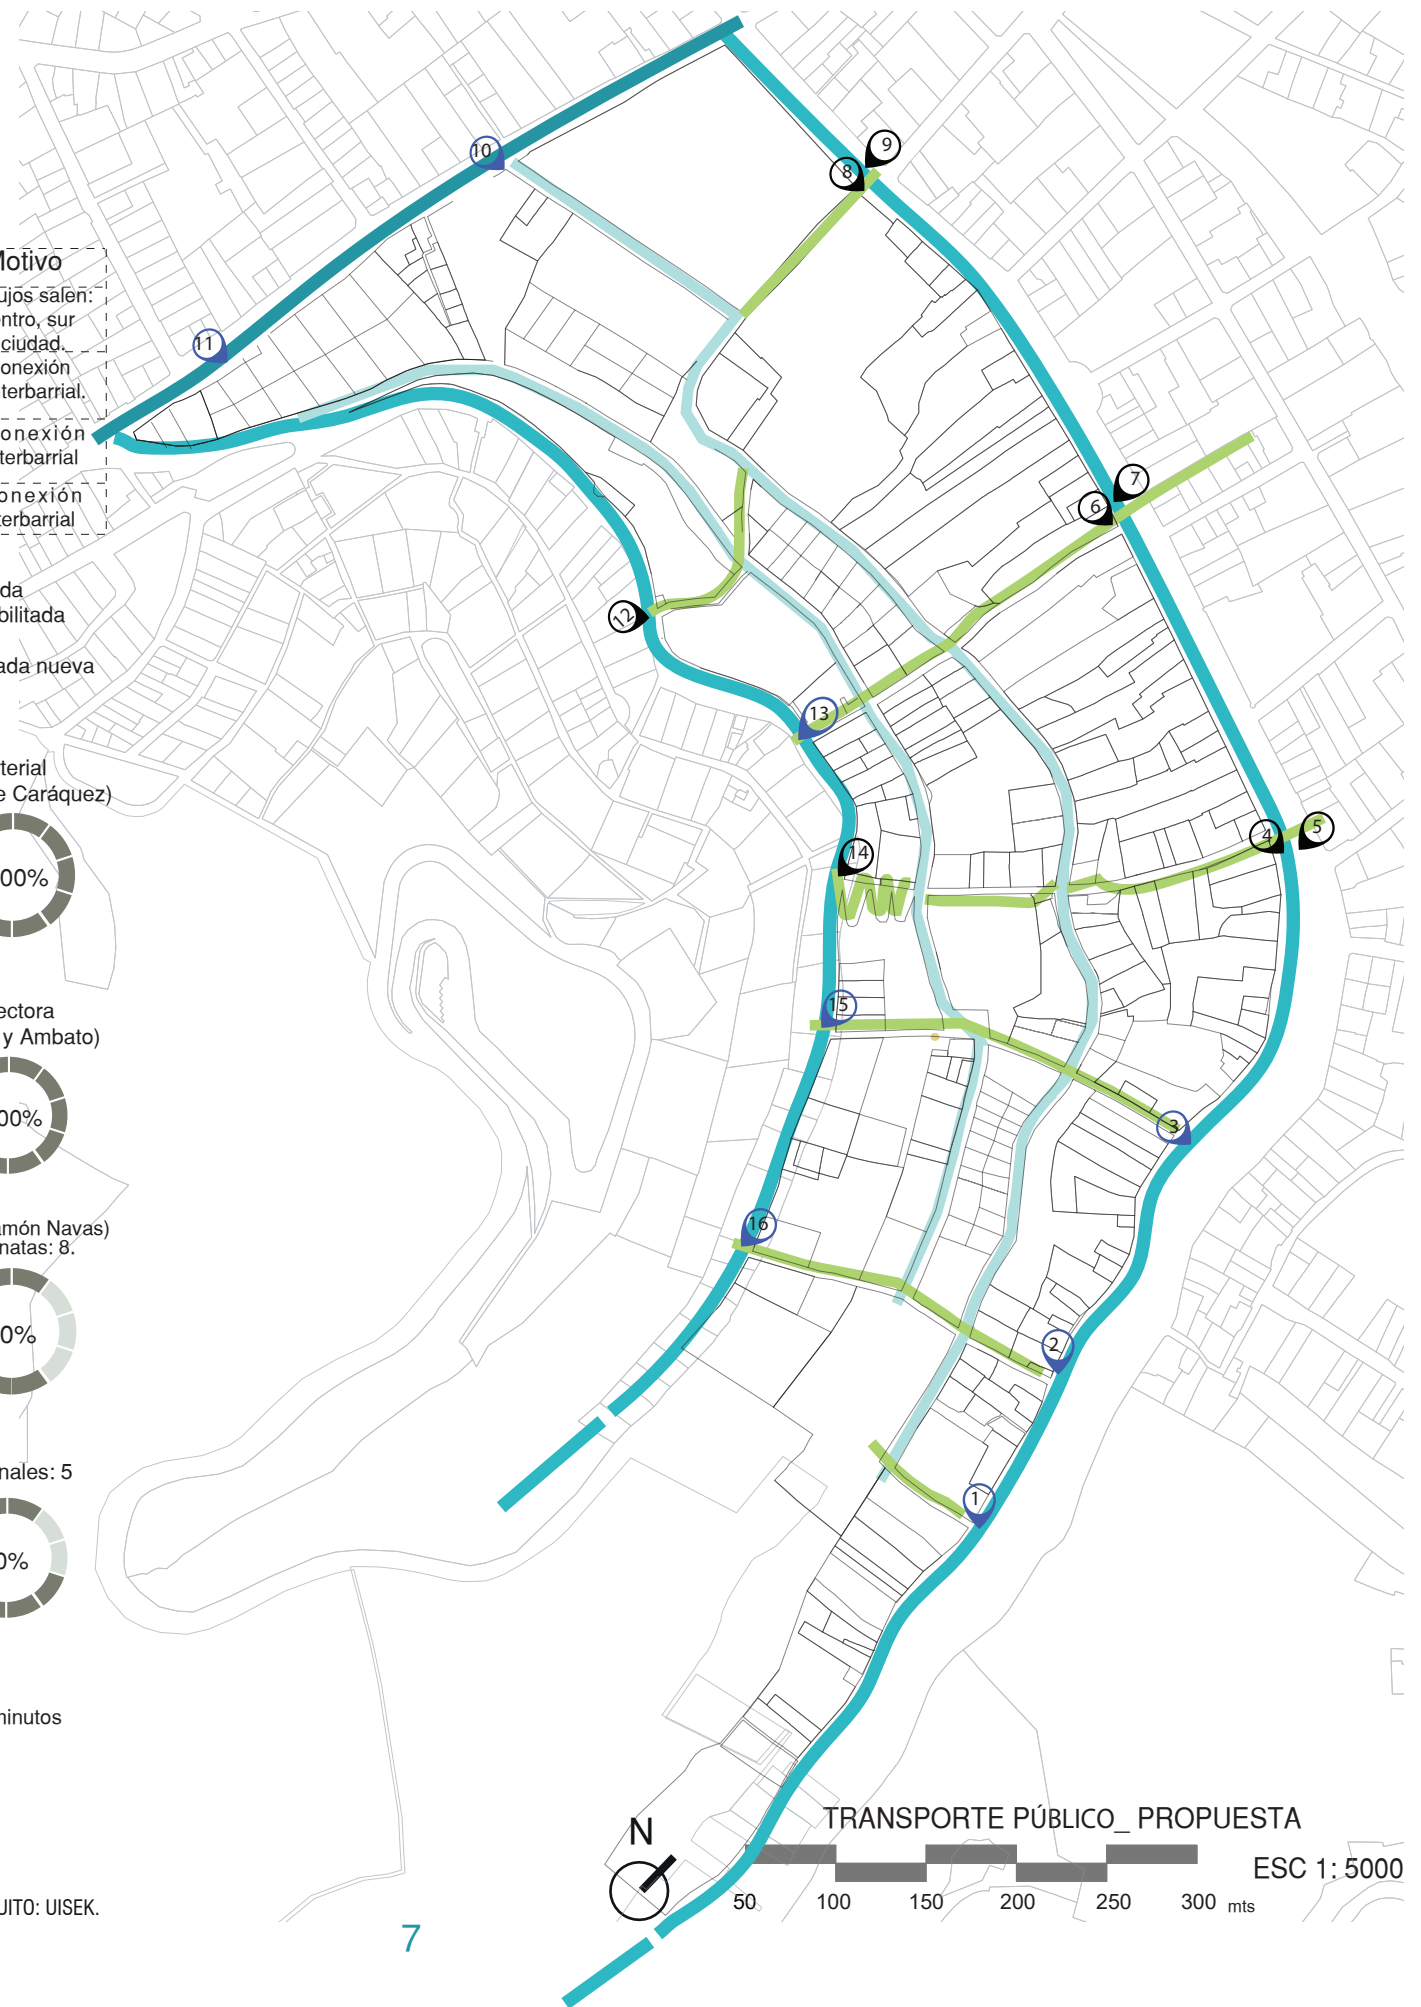 Motivo
ujos salen:
entro, sur
ciudad.
onexión
terbarrial.
onexión
terbarrial
onexión
terbarrial
da
bilitada
ada nueva
terial
e Caráquez)
00%
ectora
y Ambato)
00%
amón Navas)
natas: 8.
0%
nales: 5
0%
minutos
UITO: UISEK.
7
10
9
8
11
7
6
12
13
14
4
5
15
3
16
2
1
N
TRANSPORTE PÚBLICO_ PROPUESTA
ESC 1: 5000
50 100 150 200 250 300 mts